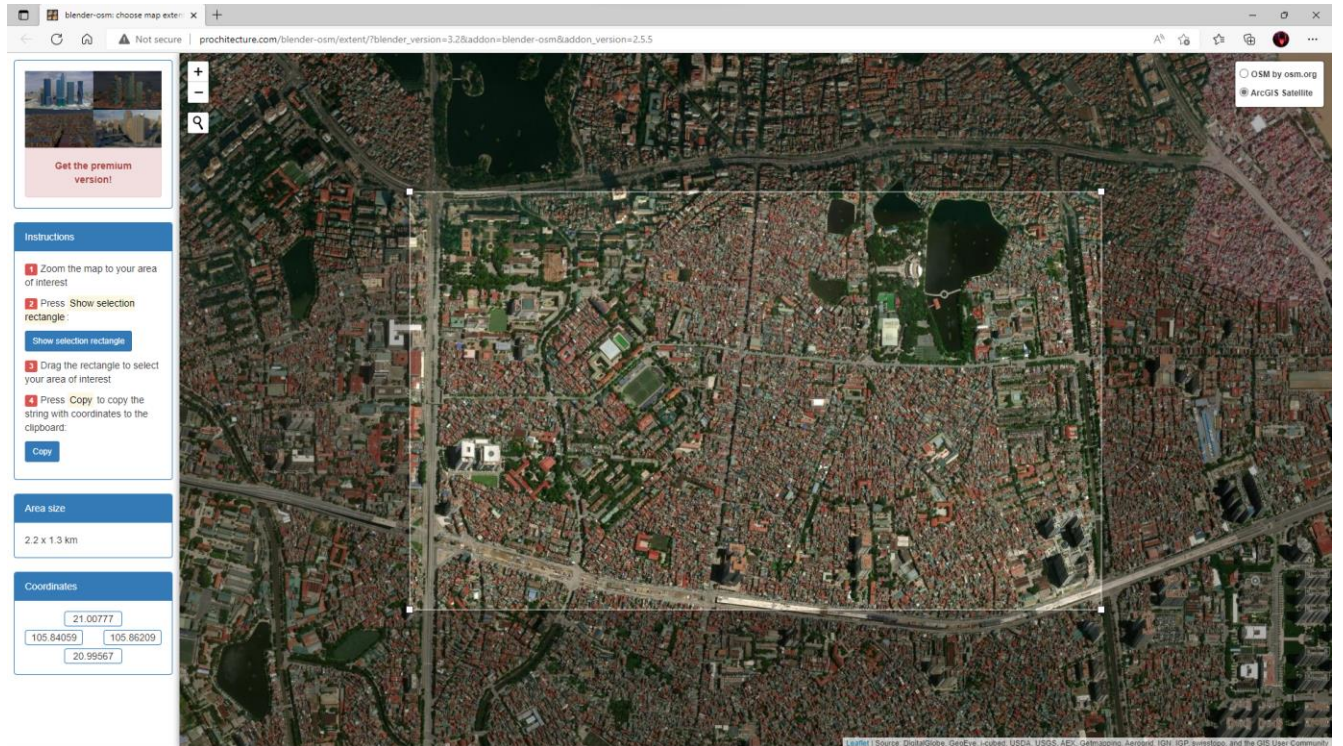 blender-osm: choose map exten
Not secure | prochitecture.com/blender-osm/extent/?blender_version=3.2&addon=blender-osm&addon_version=2.5.5
Get the premium
version!
Instructions
1 Zoom the map to your area
of interest
2 Press Show selection
rectangle:
Show selection rectangle
3 Drag the rectangle to select
your area of interest
4 Press Copy to copy the
string with coordinates to the
clipboard:
Copy
Area size
2.2 x 1.3 km
Coordinates
21.00777
105.84059 105.86209
20.99567
+
−
OSM by osm.org
ArcGIS Satellite
Leaflet | Source: DigitalGlobe, GeoEye, i-cubed, USDA, USGS, AEX, Getmapping, Aerogrid, IGN, IGP, swisstopo, and the GIS User Community